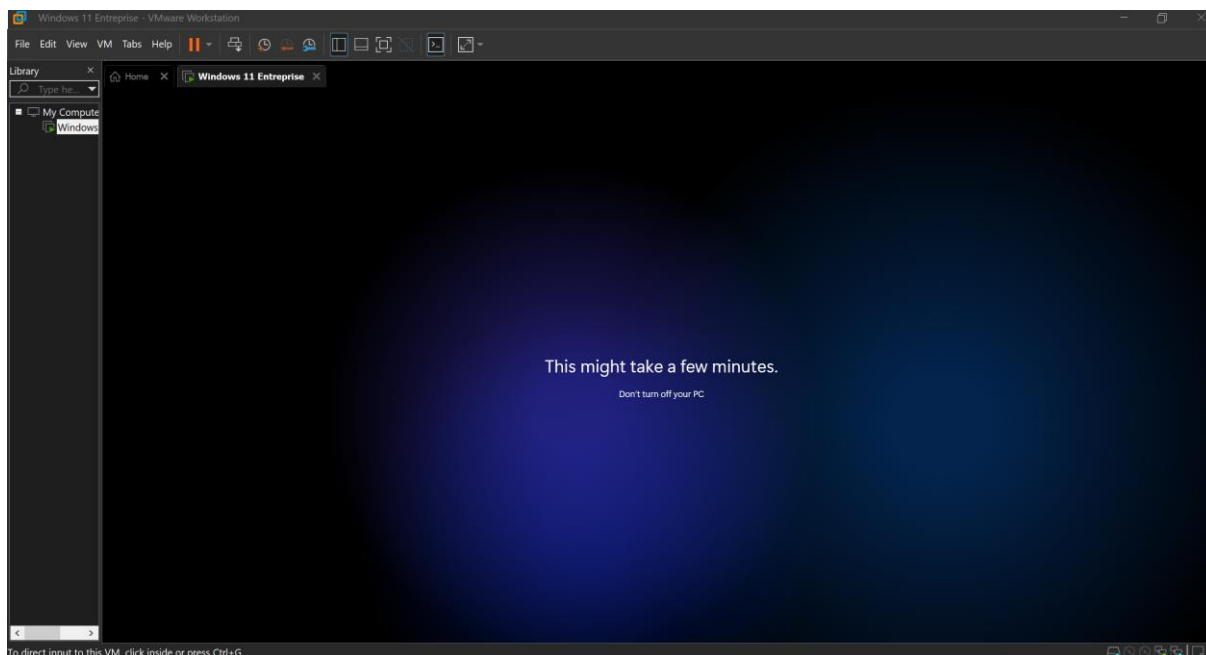 Windows 11 Entreprise - VMware Workstation
File Edit View VM Tabs Help
Library
Type he...
Home
Windows 11 Entreprise
My Compute
Windows
This might take a few minutes.
Don't turn off your PC
To direct input to this VM, click inside or press Ctrl+G.